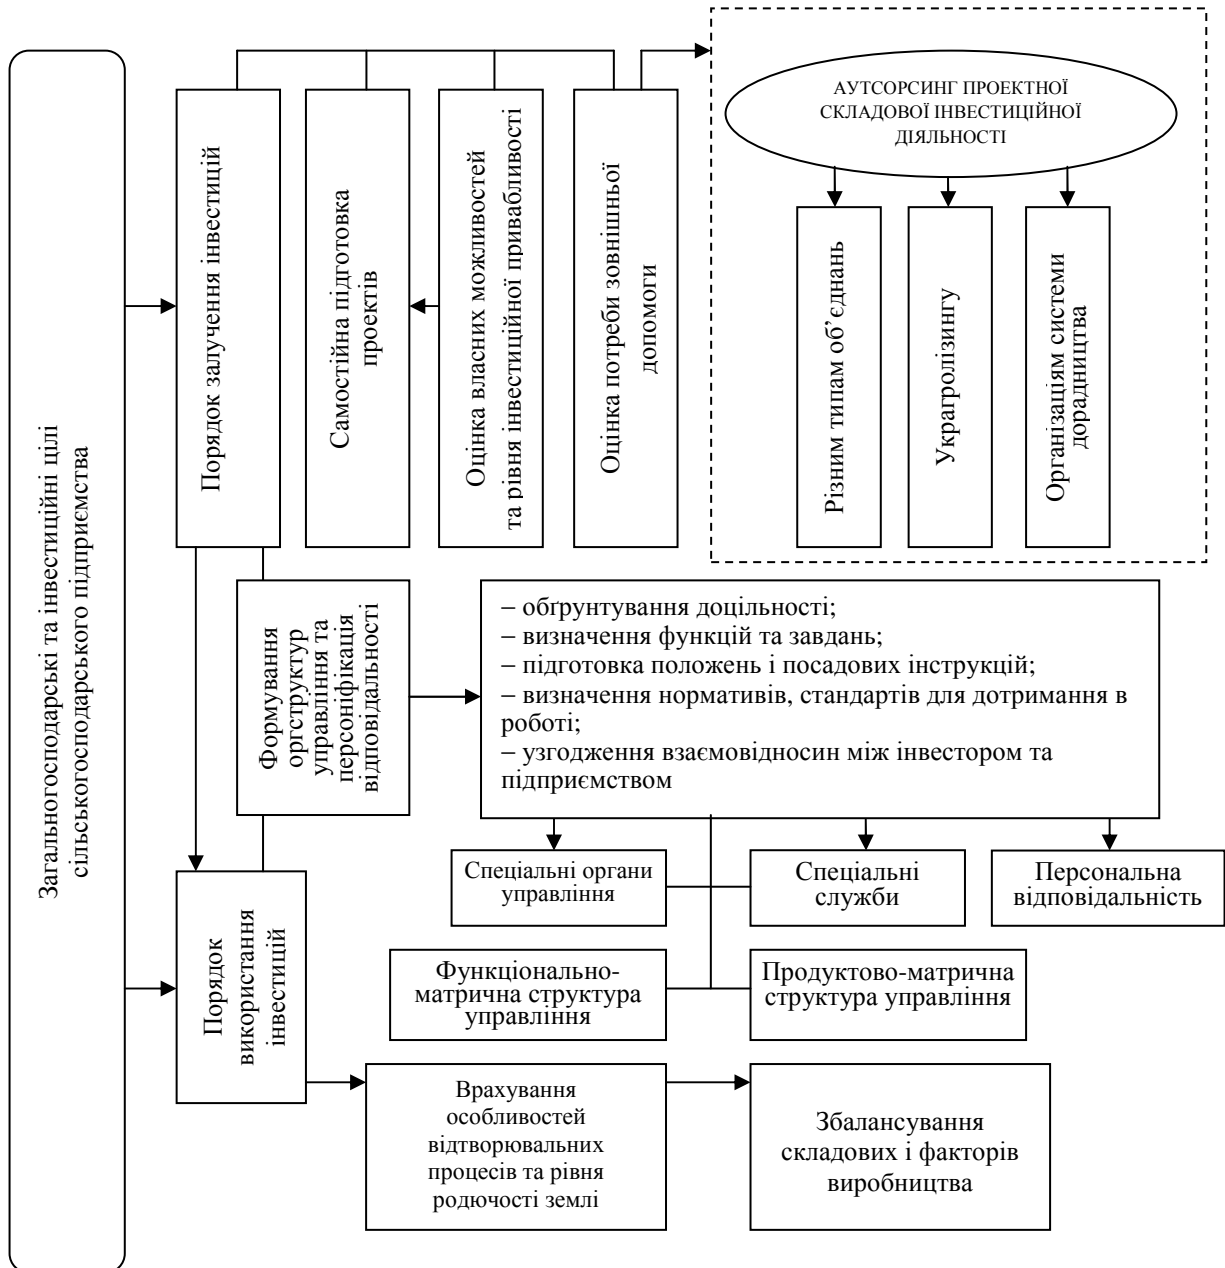 Загальногосподарські та інвестиційні цілі
сільського​сподарського підприємства
Порядок залучення інвестицій
Самостійна підготовка
проектів
Оцінка власних можливостей
та рівня інвестиційної привабливості
Оцінка потреби зовнішньої
допомоги
АУТСОРСИНГ ПРОЕКТНОЇ
СКЛАДОВОЇ ІНВЕСТИЦІЙНОЇ
ДІЯЛЬНОСТІ
Різним типам об’єднань
Украгролізингу
Організаціям системи
дорадництва
Формування
оргструктур
управління та
персоніфікація
відповідальності
– обґрунтування доцільності;
– визначення функцій та завдань;
– підготовка положень і посадових інструкцій;
– визначення нормативів, стандартів для дотримання в
роботі;
– узгодження взаємовідносин між інвестором та
підприємством
Спеціальні органи
управління
Спеціальні
служби
Персональна
відповідальність
Функціонально-
матрична структура
управління
Продуктово-матрична
структура управління
Порядок
використання
інвестицій
Врахування
особливостей
відтворювальних
процесів та рівня
родючості землі
Збалансування
складових і факторів
виробництва